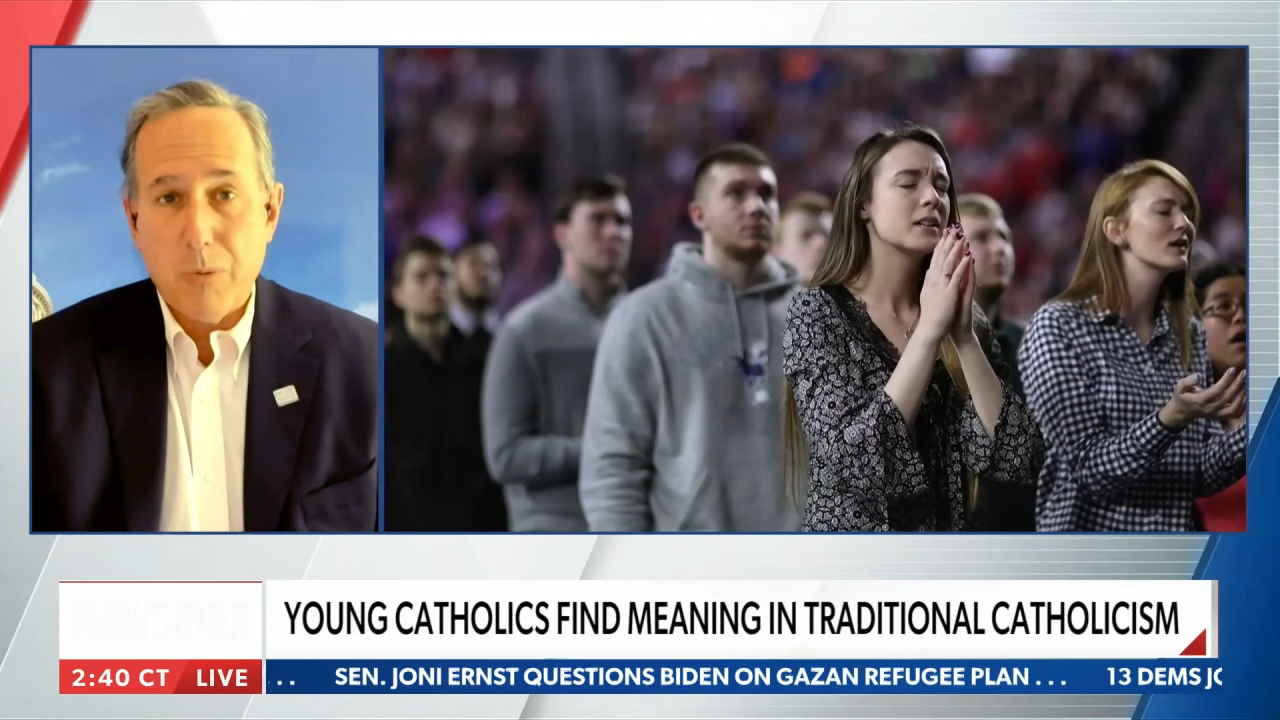 YOUNG CATHOLICS FIND MEANING IN TRADITIONAL CATHOLICISM
newsmax
2:40 CT LIVE
... SEN. JONI ERNST QUESTIONS BIDEN ON GAZAN REFUGEE PLAN ... 13 DEMS